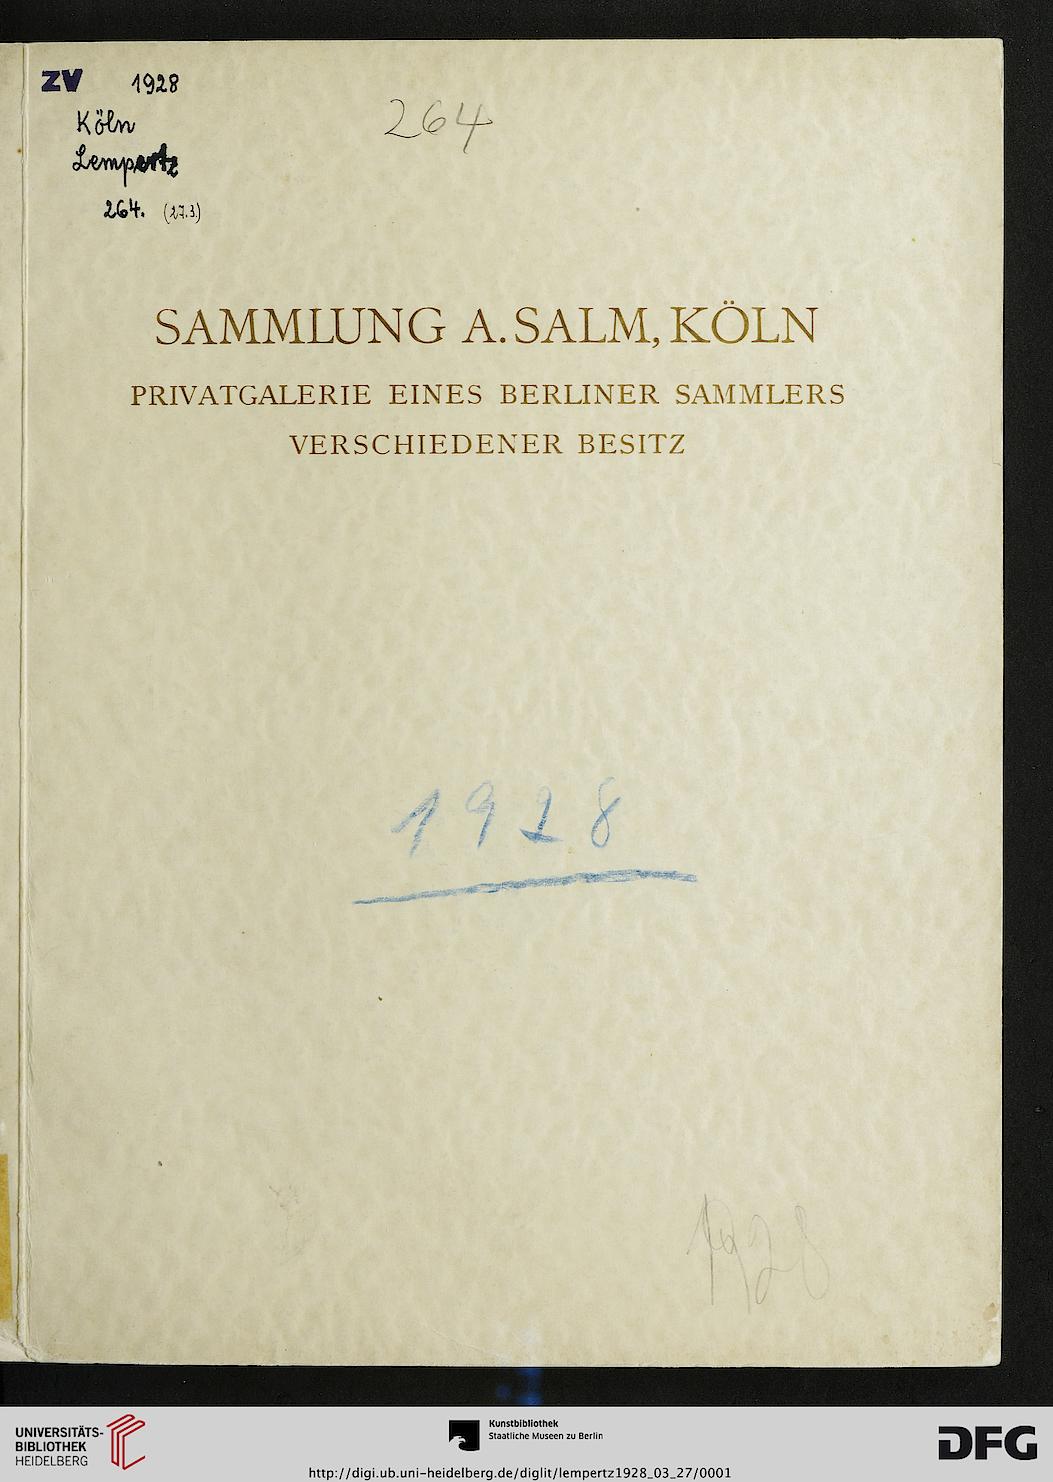 ZV 1928
Köln
Lempertz
264. (27.3.)
264
SAMMLUNG A. SALM, KÖLN
PRIVATGALERIE EINES BERLINER SAMMLERS
VERSCHIEDENER BESITZ
1928
1928
UNIVERSITÄTS-
BIBLIOTHEK
HEIDELBERG
Kunstbibliothek
Staatliche Museen zu Berlin
DFG
http://digi.ub.uni-heidelberg.de/diglit/lempertz1928_03_27/0001